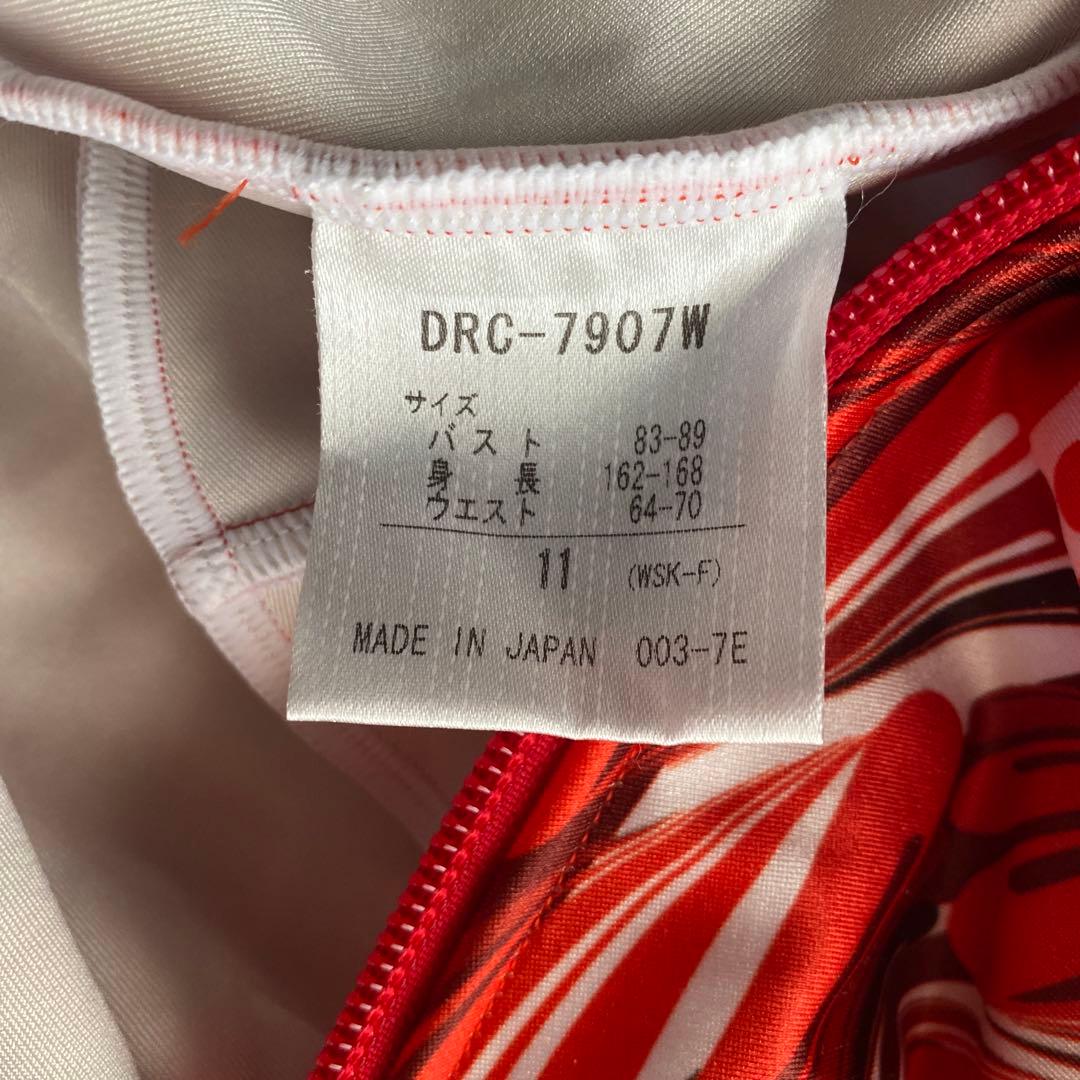 DRC-7907W
サイズ
バスト 83-89
身長 162-168
ウエスト 64-70
11 (WSK-F)
MADE IN JAPAN 003-7E